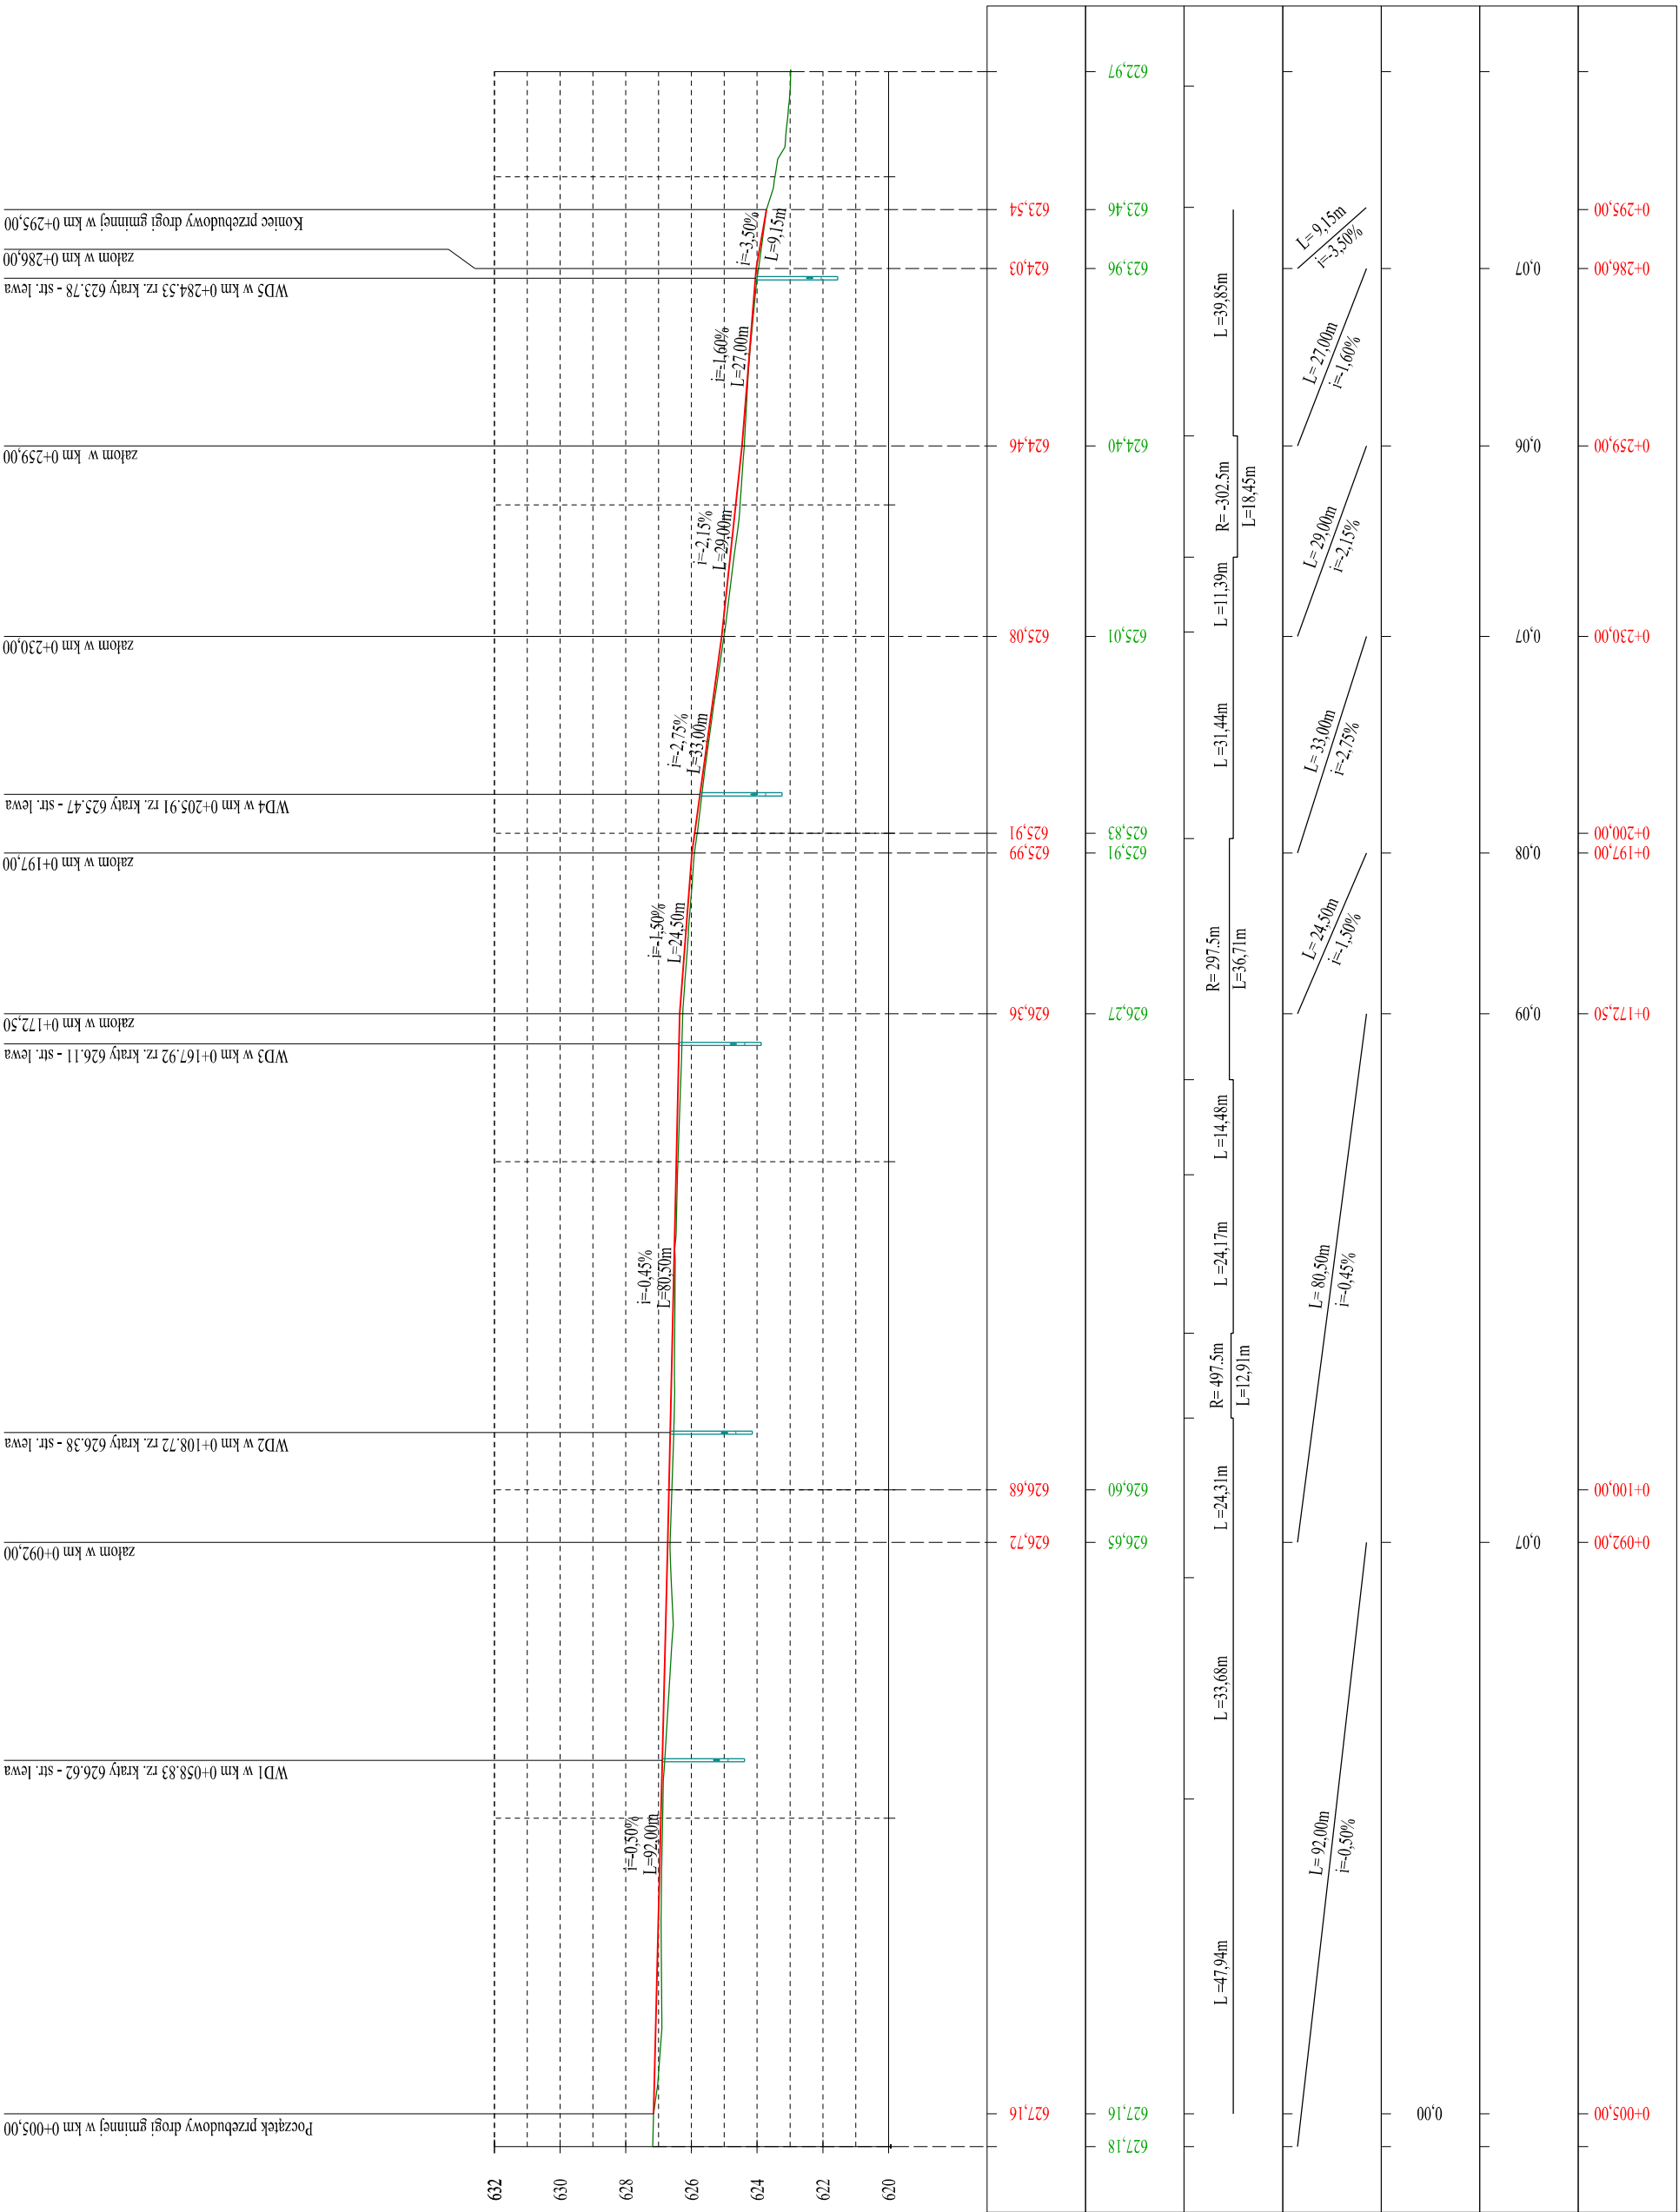 Koniec przebudowy drogi gminnej w km 0+295,00
załom w km 0+286,00
WD5 w km 0+284.53 rz. kraty 623.78 - str. lewa
załom w km 0+259,00
załom w km 0+230,00
WD4 w km 0+205.91 rz. kraty 625.47 - str. lewa
załom w km 0+197,00
załom w km 0+172,50
WD3 w km 0+167.92 rz. kraty 626.11 - str. lewa
WD2 w km 0+108.72 rz. kraty 626.38 - str. lewa
załom w km 0+092,00
WD1 w km 0+058.83 rz. kraty 626.62 - str. lewa
Początek przebudowy drogi gminnej w km 0+005,00
632
630
628
626
624
622
620
i=-3,50%
L=9,15m
i=-1,60%
L=27,00m
i=-2,15%
L=29,00m
i=-2,75%
L=33,00m
i=-1,50%
L=24,50m
i=-0,45%
L=80,50m
i=-0,50%
L=92,00m
623,54
624,03
624,46
625,08
625,91
625,99
626,36
626,68
626,72
627,16
622,97
623,46
623,96
624,40
625,01
625,83
625,91
626,27
626,60
626,65
627,16
627,18
L =39,85m
R= -302.5m
L=18,45m
L =11,39m
L =31,44m
R= 297.5m
L=36,71m
L =14,48m
L =24,17m
R= 497.5m
L=12,91m
L =24,31m
L =33,68m
L =47,94m
L= 9,15m
i=-3,50%
L= 27,00m
i=-1,60%
L= 29,00m
i=-2,15%
L= 33,00m
i=-2,75%
L= 24,50m
i=-1,50%
L= 80,50m
i=-0,45%
L= 92,00m
i=-0,50%
0,00
0,07
0,06
0,07
0,08
0,09
0,07
0+295,00
0+286,00
0+259,00
0+230,00
0+200,00
0+197,00
0+172,50
0+100,00
0+092,00
0+005,00